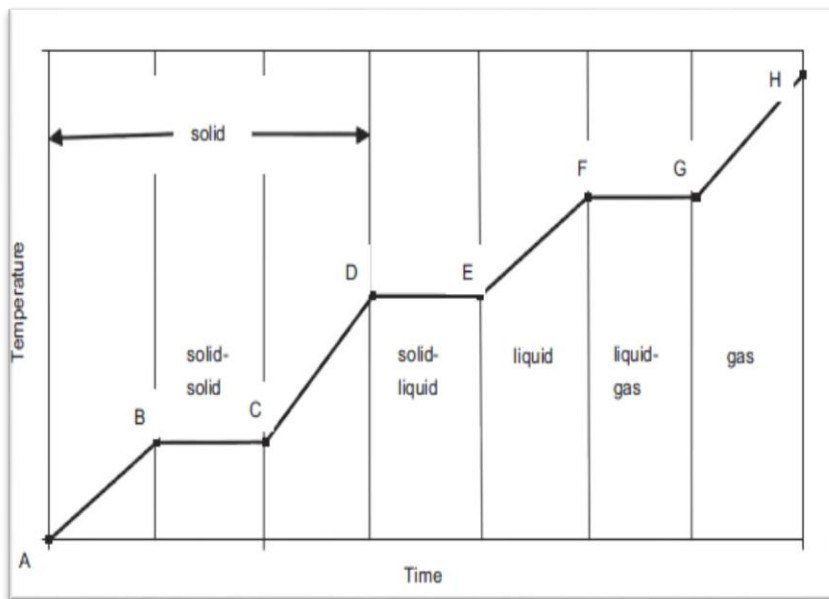 H
solid
F
G
D
E
Temperature
solid-
solid
solid-
liquid
liquid
liquid-
gas
gas
B
C
A
Time